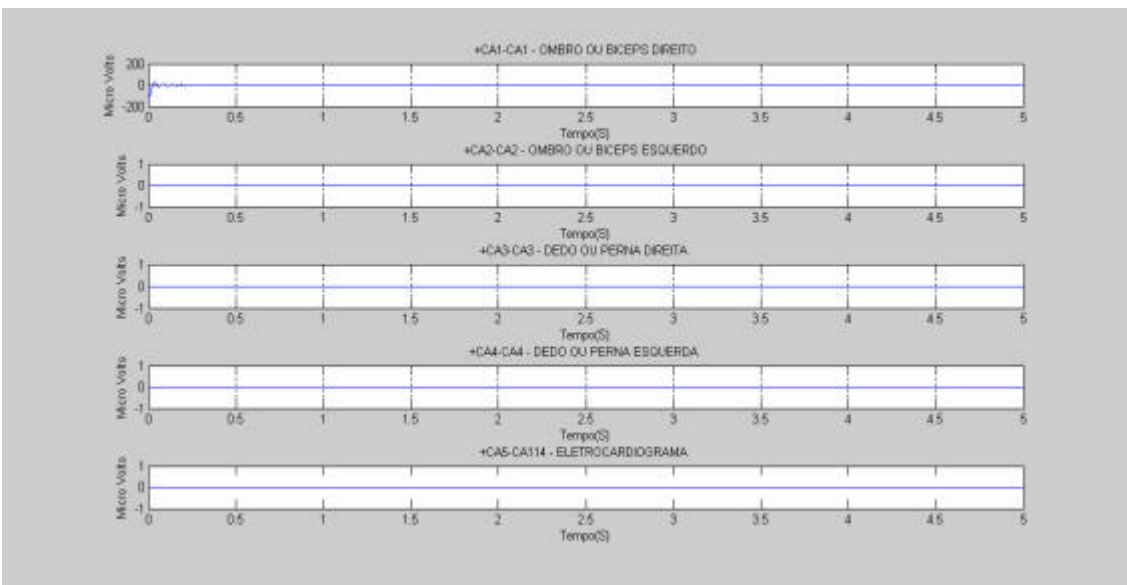 +CA1-CA1 - OMBRO OU BICEPS DIREITO
Micro Volts
200
0
-200
0 0.5 1 1.5 2 2.5 3 3.5 4 4.5 5
Tempo(S)
+CA2-CA2 - OMBRO OU BICEPS ESQUERDO
Micro Volts
1
0
-1
0 0.5 1 1.5 2 2.5 3 3.5 4 4.5 5
Tempo(S)
+CA3-CA3 - DEDO OU PERNA DIREITA
Micro Volts
1
0
-1
0 0.5 1 1.5 2 2.5 3 3.5 4 4.5 5
Tempo(S)
+CA4-CA4 - DEDO OU PERNA ESQUERDA
Micro Volts
1
0
-1
0 0.5 1 1.5 2 2.5 3 3.5 4 4.5 5
Tempo(S)
+CA5-CA114 - ELETROCARDIOGRAMA
Micro Volts
1
0
-1
0 0.5 1 1.5 2 2.5 3 3.5 4 4.5 5
Tempo(S)